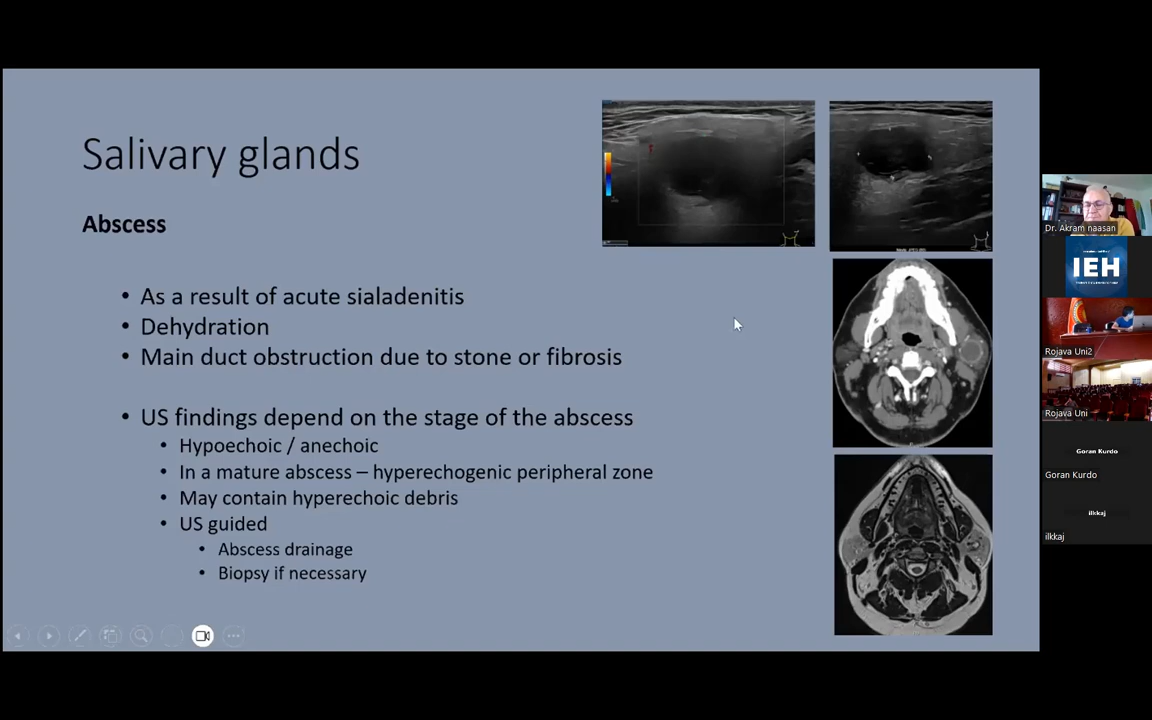 Salivary glands
Abscess
• As a result of acute sialadenitis
• Dehydration
• Main duct obstruction due to stone or fibrosis
• US findings depend on the stage of the abscess
• Hypoechoic / anechoic
• In a mature abscess – hyperechogenic peripheral zone
• May contain hyperechoic debris
• US guided
• Abscess drainage
• Biopsy if necessary
Dr. Akram naasan
IEH
Rojava Uni2
Rojava Uni
Goran Kurdo
Goran Kurdo
ilkkaj
ilkkaj